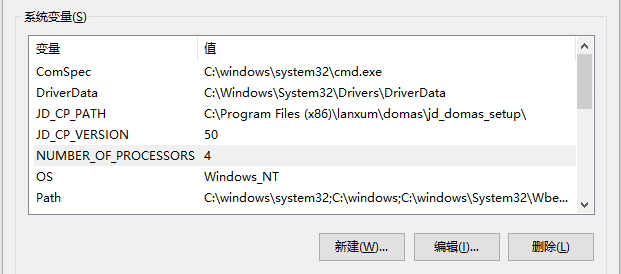 系统变量(S)
变量 值
ComSpec C:\windows\system32\cmd.exe
DriverData C:\Windows\System32\Drivers\DriverData
JD_CP_PATH C:\Program Files (x86)\lanxum\domas\jd_domas_setup\
JD_CP_VERSION 50
NUMBER_OF_PROCESSORS 4
OS Windows_NT
Path C:\windows\system32;C:\windows;C:\windows\System32\Wbe...
新建(W)... 编辑(I)... 删除(L)